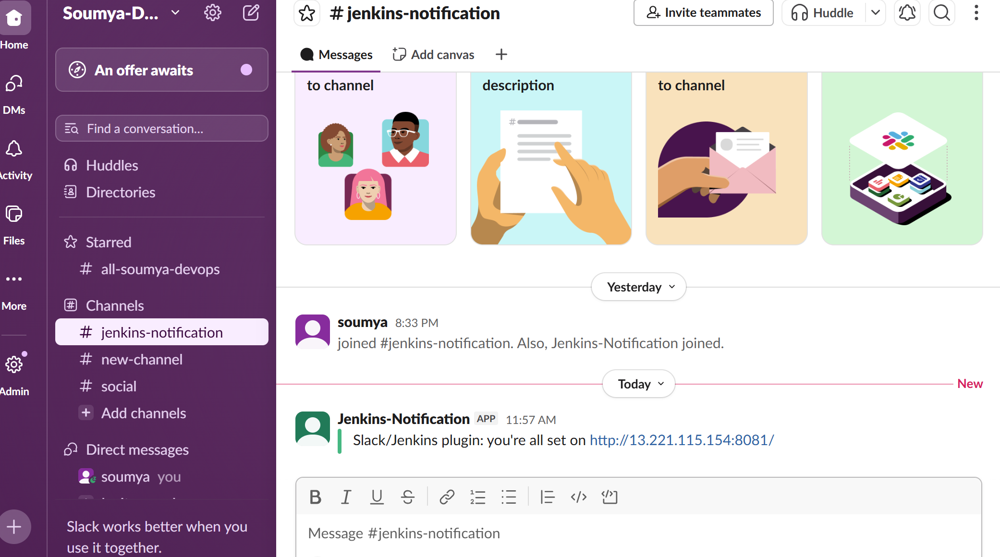 Home
DMs
Activity
Files
More
Admin
Soumya-D...
An offer awaits
Find a conversation...
Huddles
Directories
Starred
# all-soumya-devops
Channels
# jenkins-notification
# new-channel
# social
+ Add channels
Direct messages
soumya you
Slack works better when you
use it together.
# jenkins-notification
Invite teammates
Huddle
Messages
Add canvas
to channel
description
to channel
Yesterday
soumya 8:33 PM
joined #jenkins-notification. Also, Jenkins-Notification joined.
Today
New
Jenkins-Notification APP 11:57 AM
Slack/Jenkins plugin: you're all set on http://13.221.115.154:8081/
Message #jenkins-notification